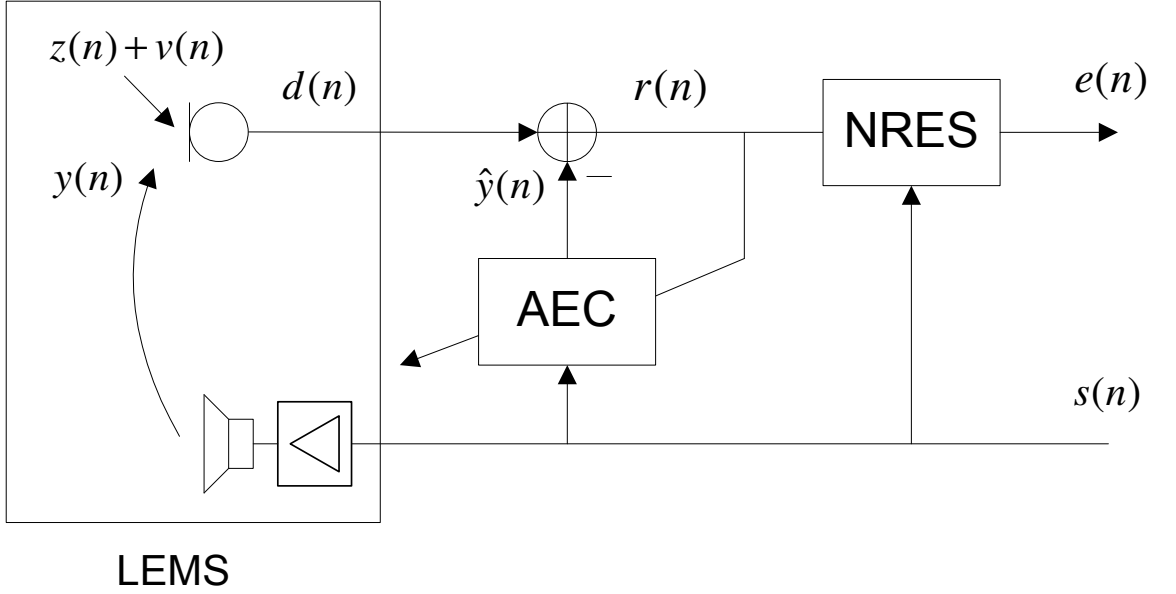 z(n) + v(n)
d(n)
r(n)
e(n)
NRES
y(n)
ŷ(n)
−
AEC
s(n)
LEMS